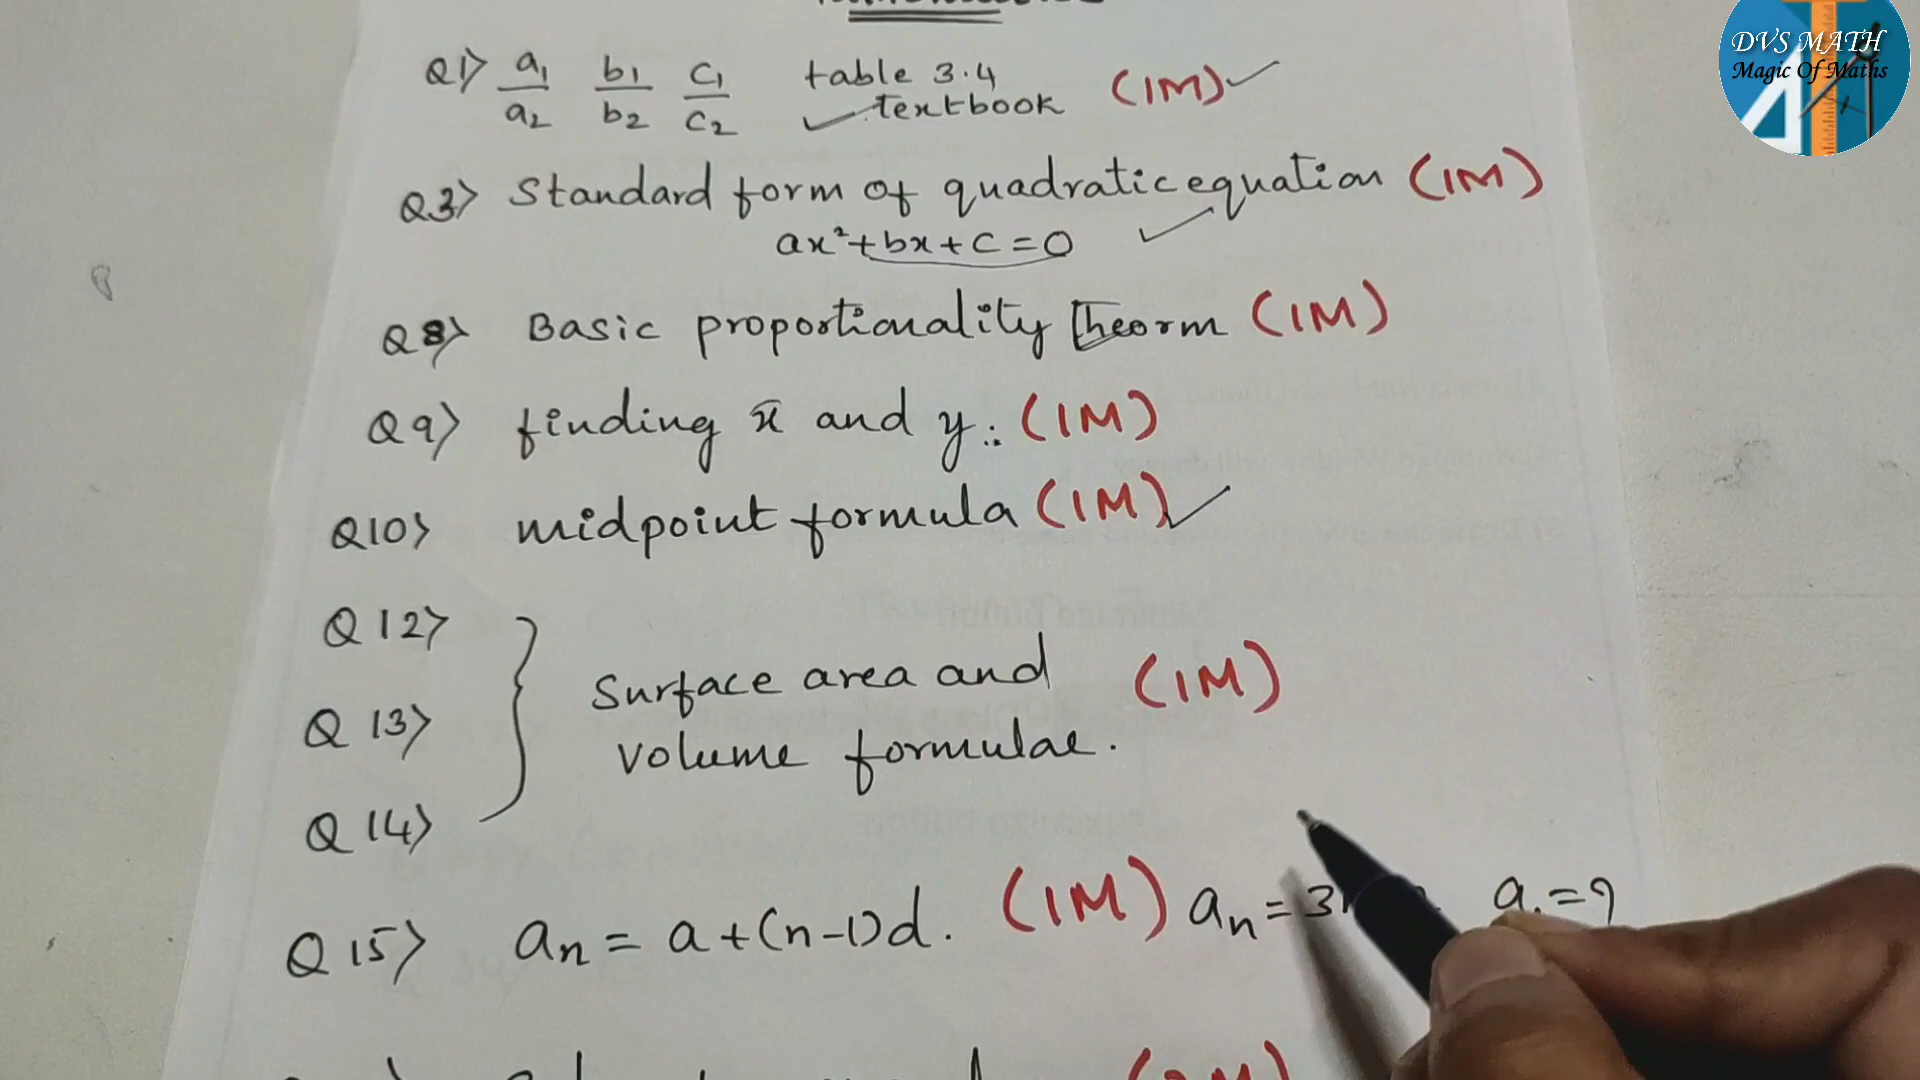 Q1> a1/a2 b1/b2 c1/c2 table 3.4 (1M)
textbook
Q3> Standard form of quadratic equation (1M)
ax²+bx+c=0
Q8> Basic proportionality theorm (1M)
Q9> finding x̄ and y. (1M)
Q10> midpoint formula (1M)
Q12>
Q13> Surface area and (1M)
volume formulae.
Q14>
Q15> an = a+(n-1)d. (1M) an = 3
DVS MATH
Magic Of Maths